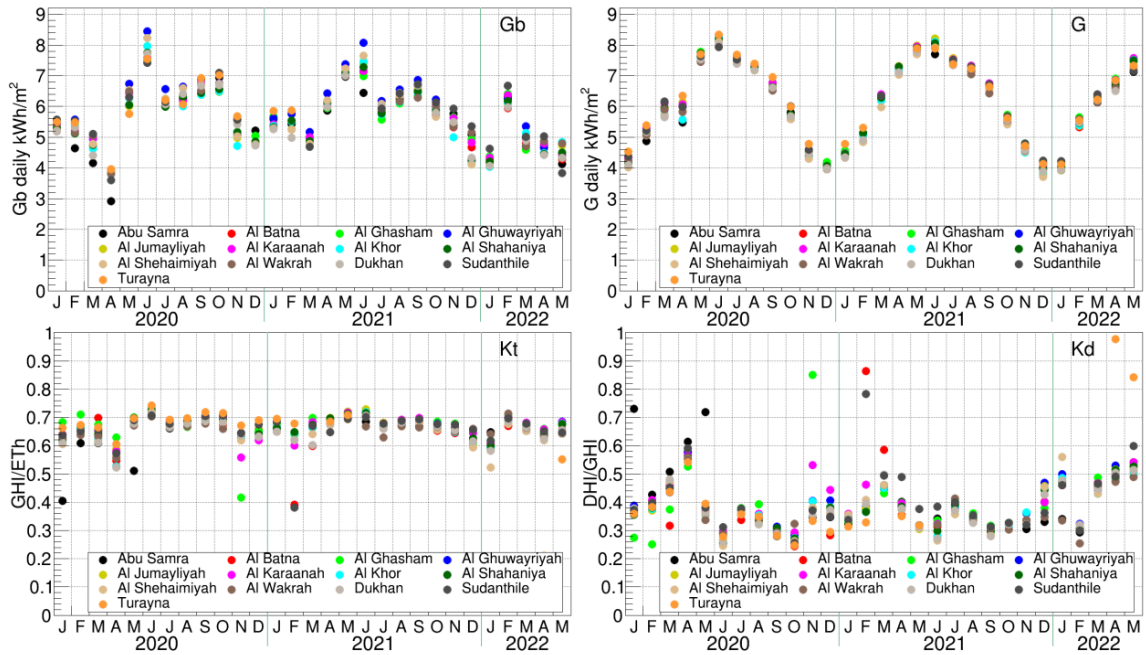 Gb
Gb daily kWh/m²
9
8
7
6
5
4
3
2
1
0
Abu Samra Al Batna Al Ghasham Al Ghuwayriyah
Al Jumayliyah Al Karaanah Al Khor Al Shahaniya
Al Shehaimiyah Al Wakrah Dukhan Sudanthile
Turayna
J F M A M J J A S O N D J F M A M J J A S O N D J F M A M
2020 2021 2022
G
G daily kWh/m²
9
8
7
6
5
4
3
2
1
0
Abu Samra Al Batna Al Ghasham Al Ghuwayriyah
Al Jumayliyah Al Karaanah Al Khor Al Shahaniya
Al Shehaimiyah Al Wakrah Dukhan Sudanthile
Turayna
J F M A M J J A S O N D J F M A M J J A S O N D J F M A M
2020 2021 2022
Kt
GHI/ETh
1
0.9
0.8
0.7
0.6
0.5
0.4
0.3
0.2
0.1
0
Abu Samra Al Batna Al Ghasham Al Ghuwayriyah
Al Jumayliyah Al Karaanah Al Khor Al Shahaniya
Al Shehaimiyah Al Wakrah Dukhan Sudanthile
Turayna
J F M A M J J A S O N D J F M A M J J A S O N D J F M A M
2020 2021 2022
Kd
DHI/GHI
1
0.9
0.8
0.7
0.6
0.5
0.4
0.3
0.2
0.1
0
Abu Samra Al Batna Al Ghasham Al Ghuwayriyah
Al Jumayliyah Al Karaanah Al Khor Al Shahaniya
Al Shehaimiyah Al Wakrah Dukhan Sudanthile
Turayna
J F M A M J J A S O N D J F M A M J J A S O N D J F M A M
2020 2021 2022